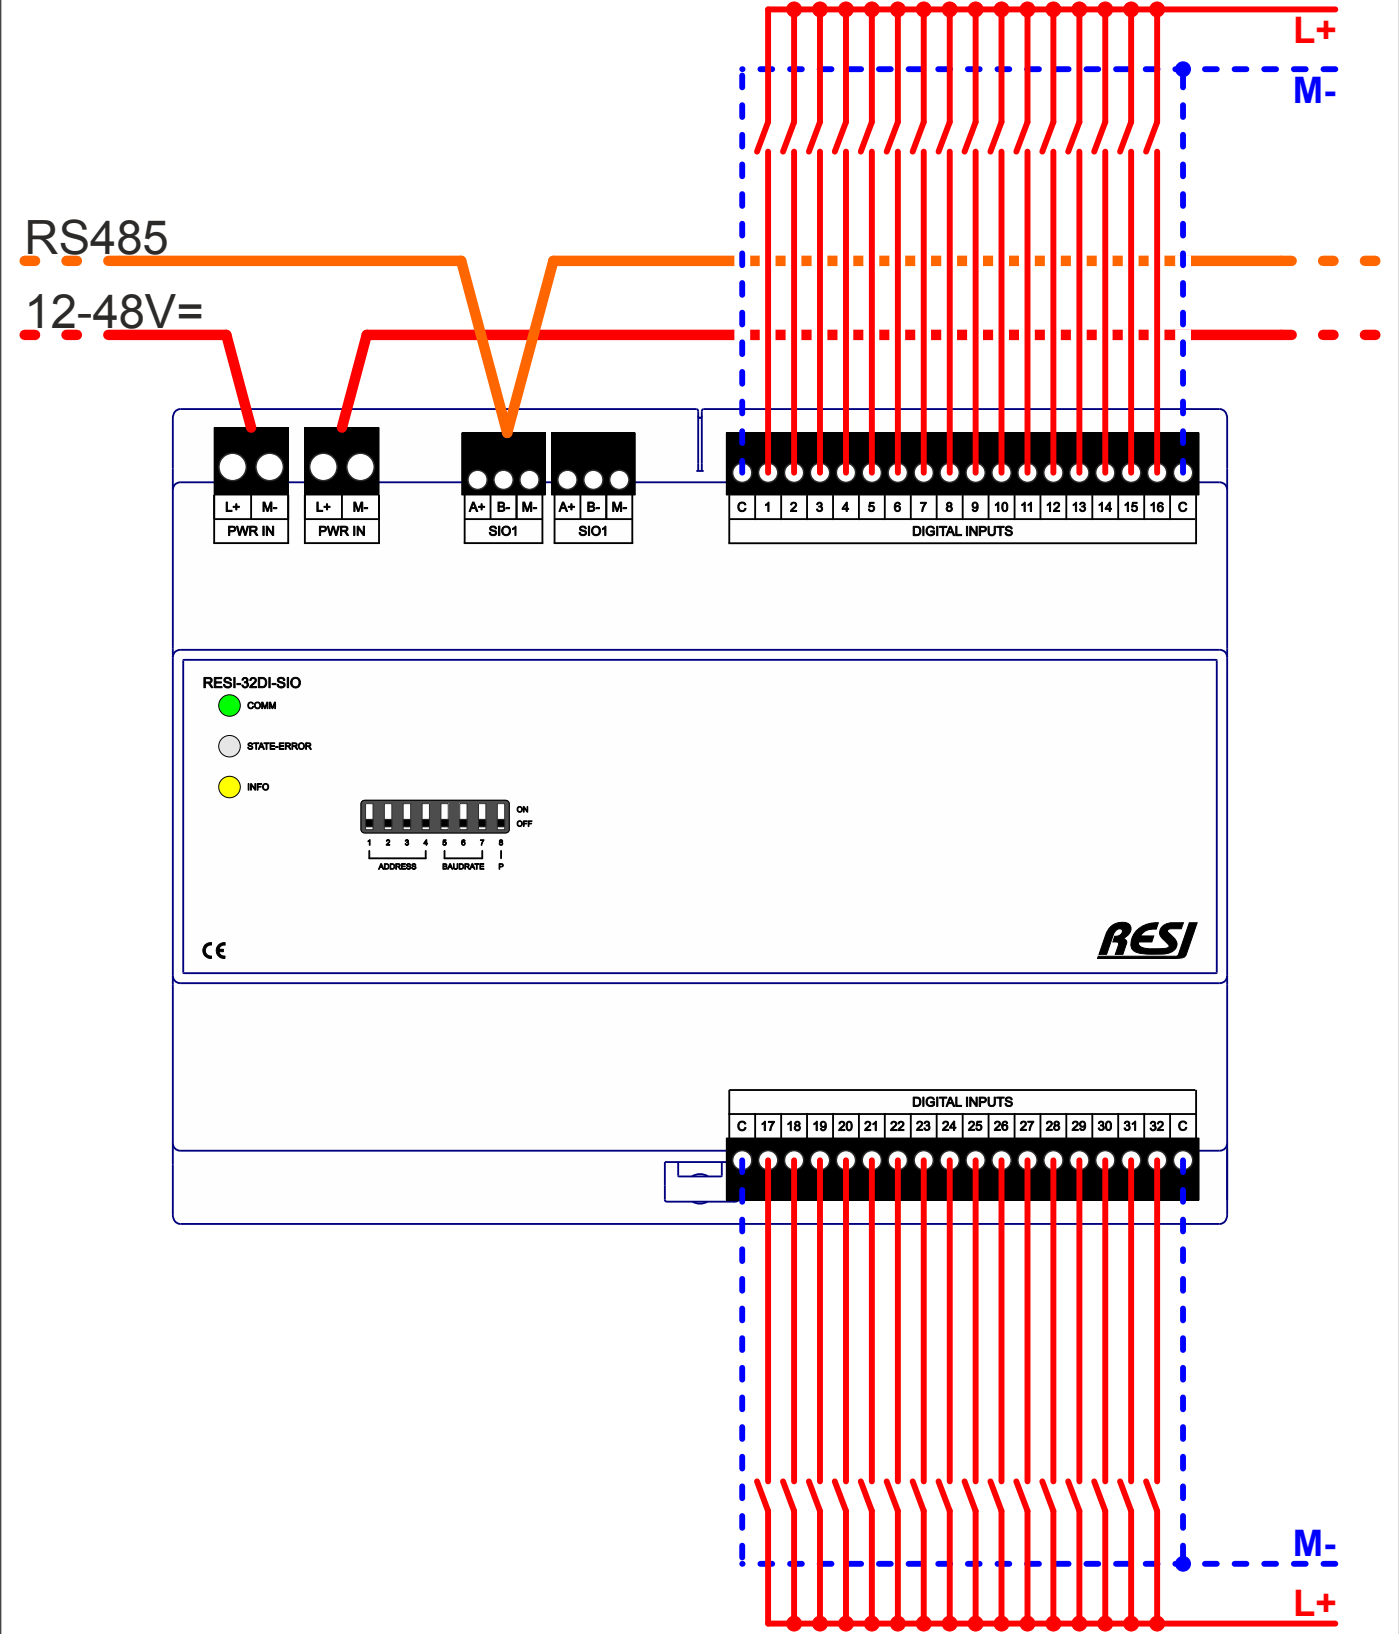 L+
M-
RS485
12-48V=
L+ M- L+ M- A+ B- M- A+ B- M- C 1 2 3 4 5 6 7 8 9 10 11 12 13 14 15 16 C
PWR IN PWR IN SIO1 SIO1 DIGITAL INPUTS
RESI-32DI-SIO
COMM
STATE-ERROR
INFO
ON
OFF
1 2 3 4 5 6 7 8
ADDRESS BAUDRATE P
CE RESI
DIGITAL INPUTS
C 17 18 19 20 21 22 23 24 25 26 27 28 29 30 31 32 C
M-
L+